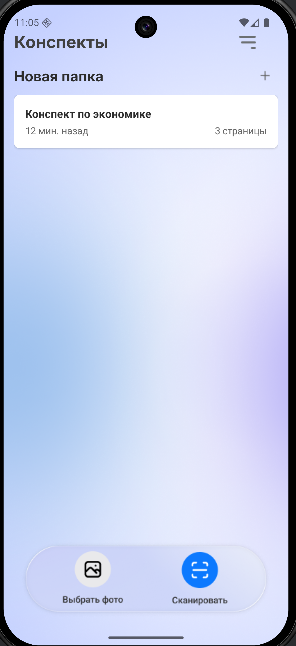 11:05
Конспекты
Новая папка
Конспект по экономике
12 мин. назад 3 страницы
Выбрать фото Сканировать